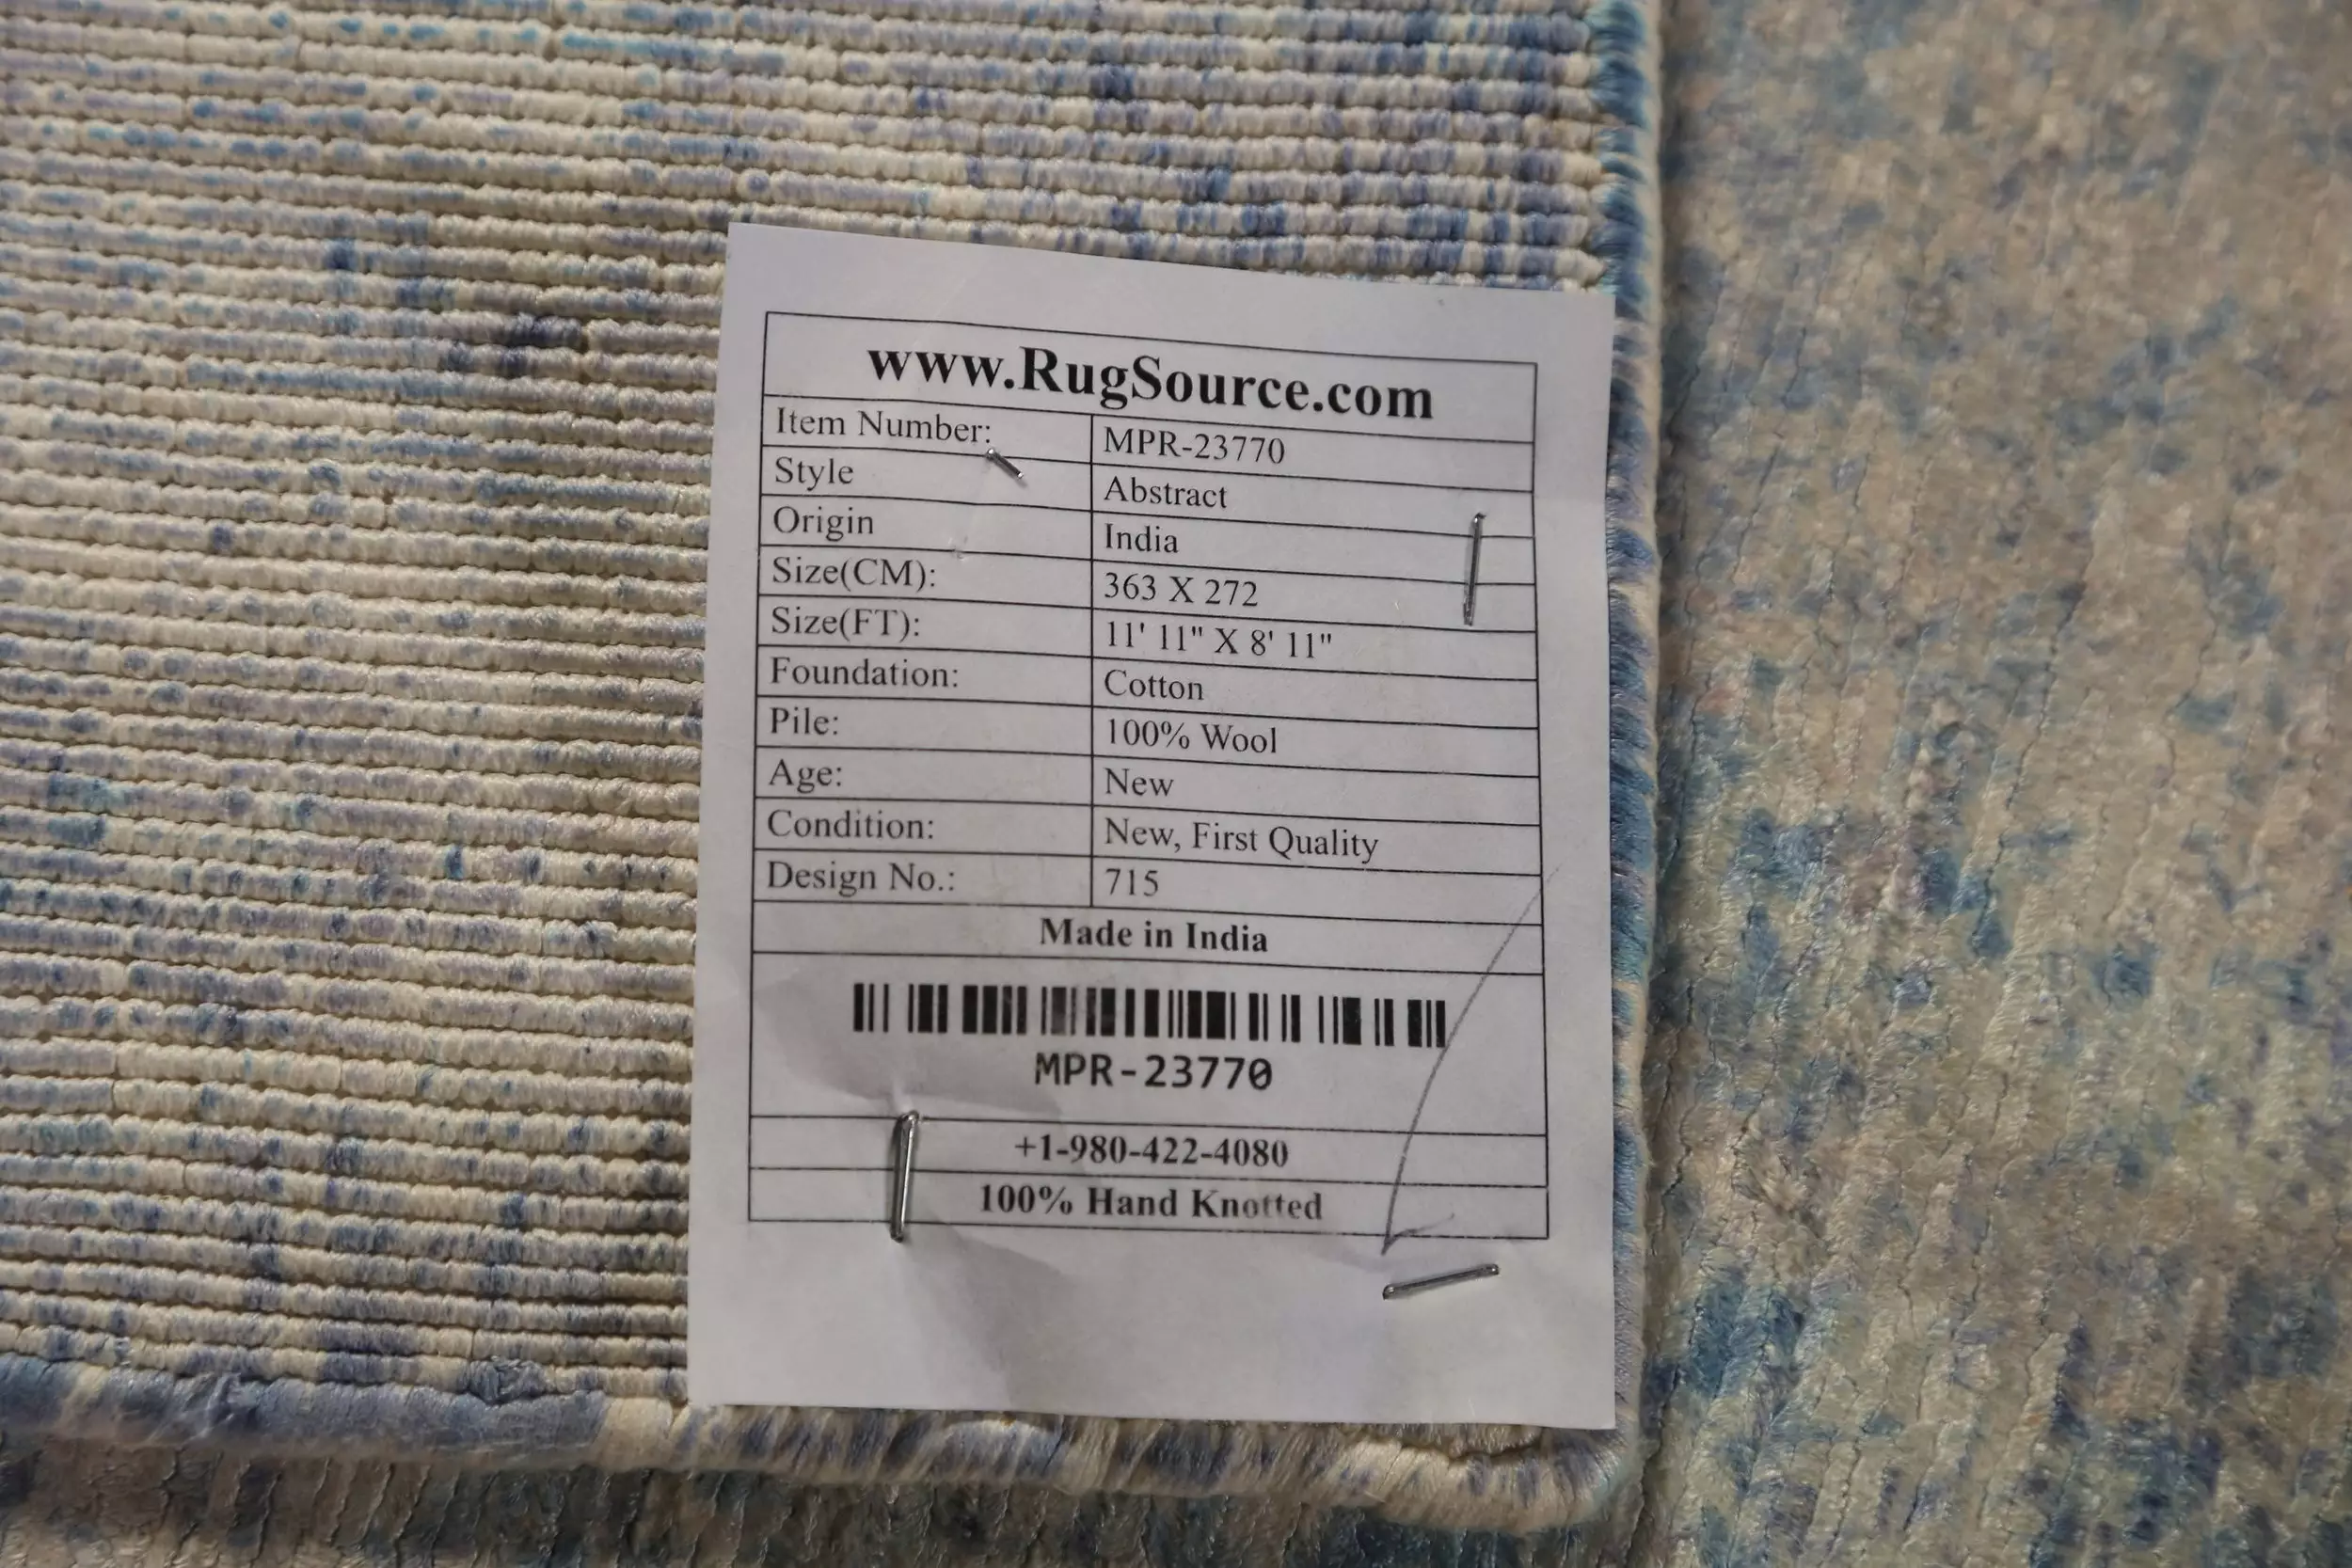 www.RugSource.com
Item Number: MPR-23770
Style Abstract
Origin India
Size(CM): 363 X 272
Size(FT): 11' 11" X 8' 11"
Foundation: Cotton
Pile: 100% Wool
Age: New
Condition: New, First Quality
Design No.: 715
Made in India
MPR-23770
+1-980-422-4080
100% Hand Knotted